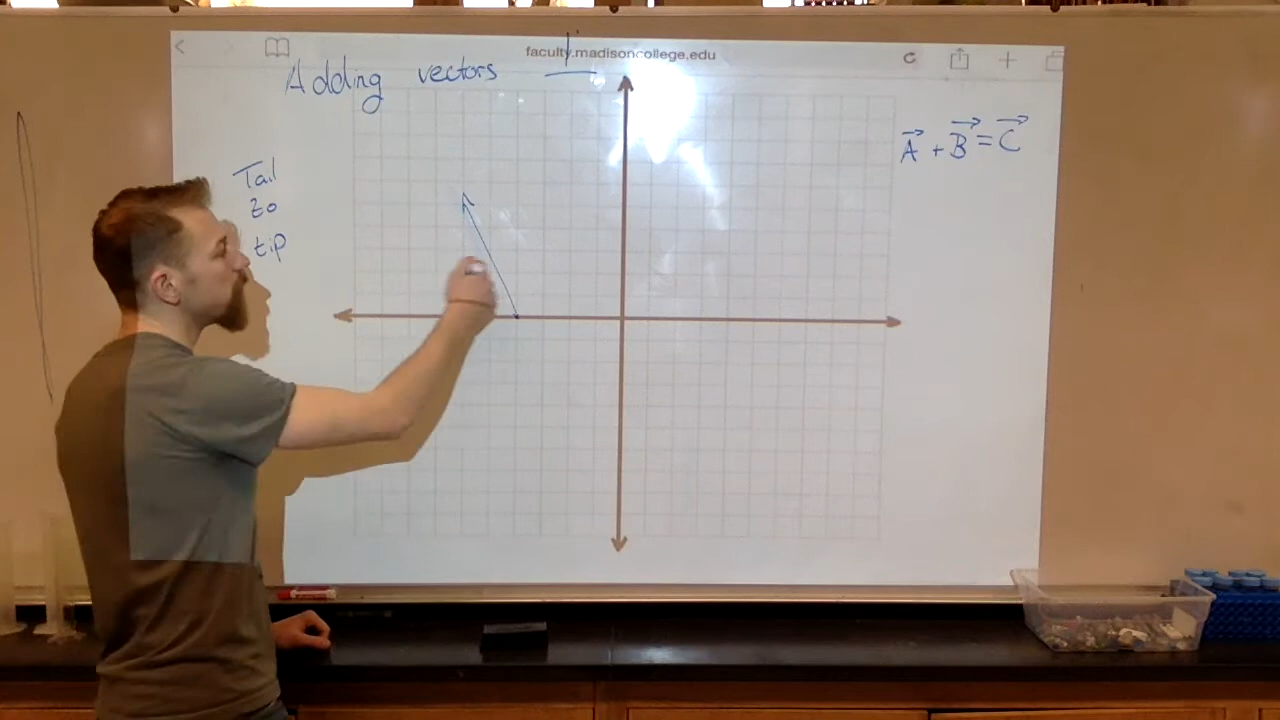 faculty.madisoncollege.edu
Adding vectors
A + B = C
Tail
to
tip